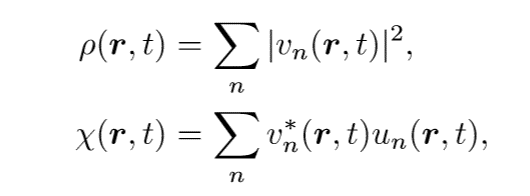 ρ(r, t) = ∑ₙ |vₙ(r, t)|²,
χ(r, t) = ∑ₙ vₙ*(r, t)uₙ(r, t),